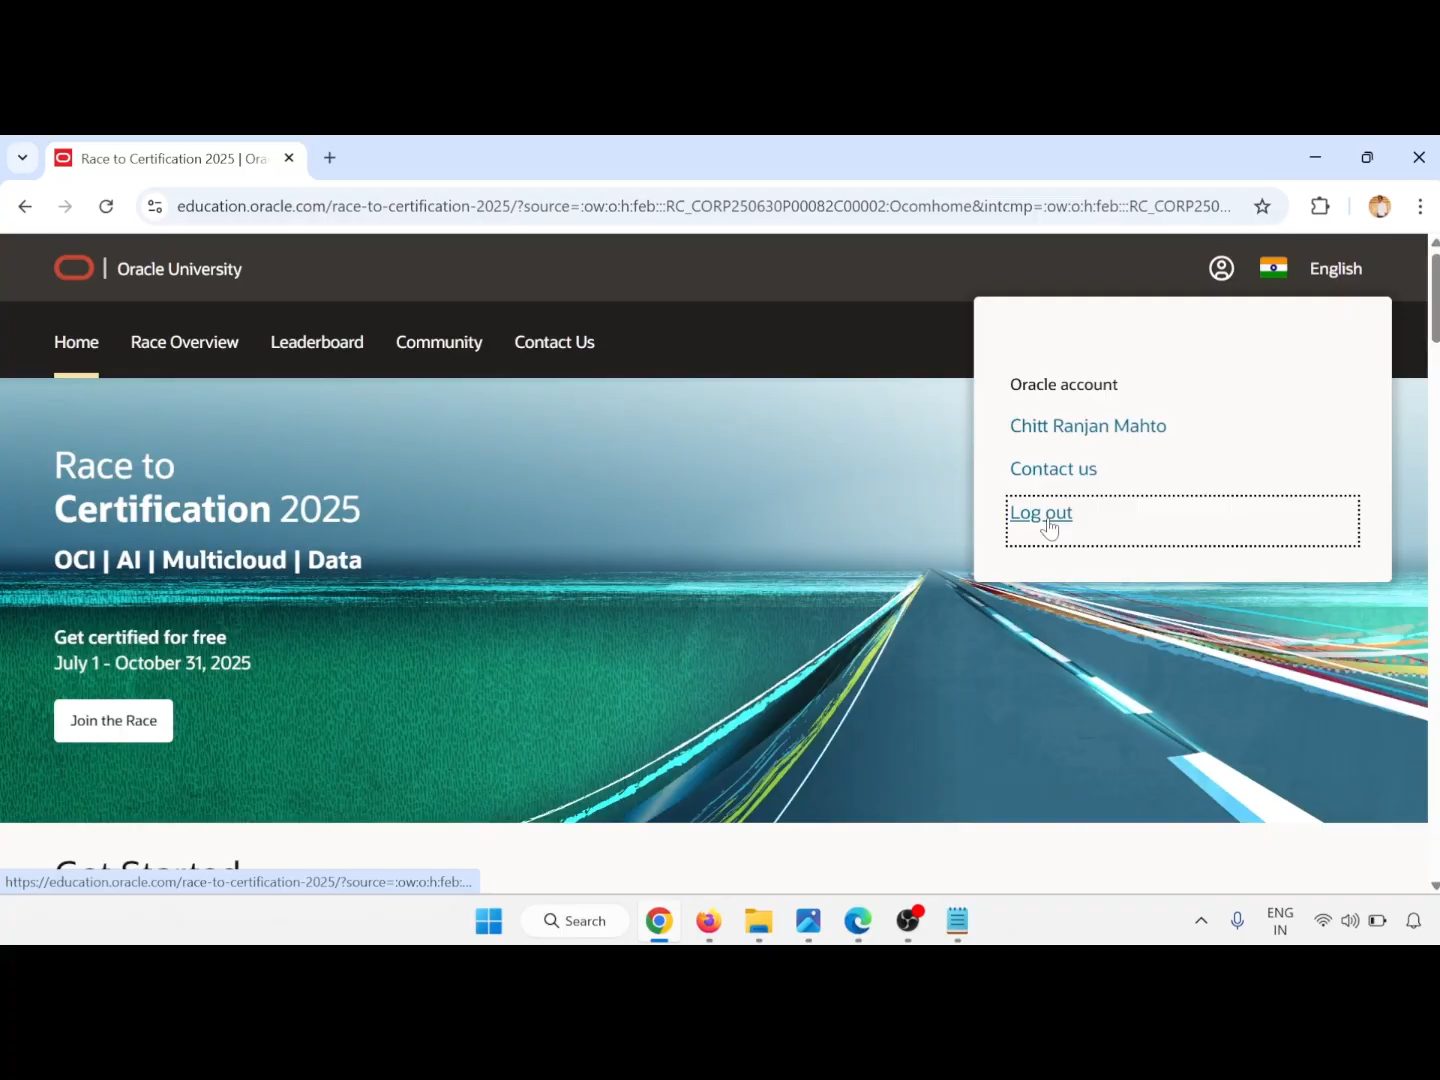 Race to Certification 2025 | Ora
education.oracle.com/race-to-certification-2025/?source=:ow:o:h:feb:::RC_CORP250630P00082C00002:Ocomhome&intcmp=:ow:o:h:feb:::RC_CORP250...
Oracle University
English
Home
Race Overview
Leaderboard
Community
Contact Us
Oracle account
Chitt Ranjan Mahto
Contact us
Log out
Race to
Certification 2025
OCI | AI | Multicloud | Data
Get certified for free
July 1 - October 31, 2025
Join the Race
Get Started
https://education.oracle.com/race-to-certification-2025/?source=:ow:o:h:feb:...
Search
ENG
IN